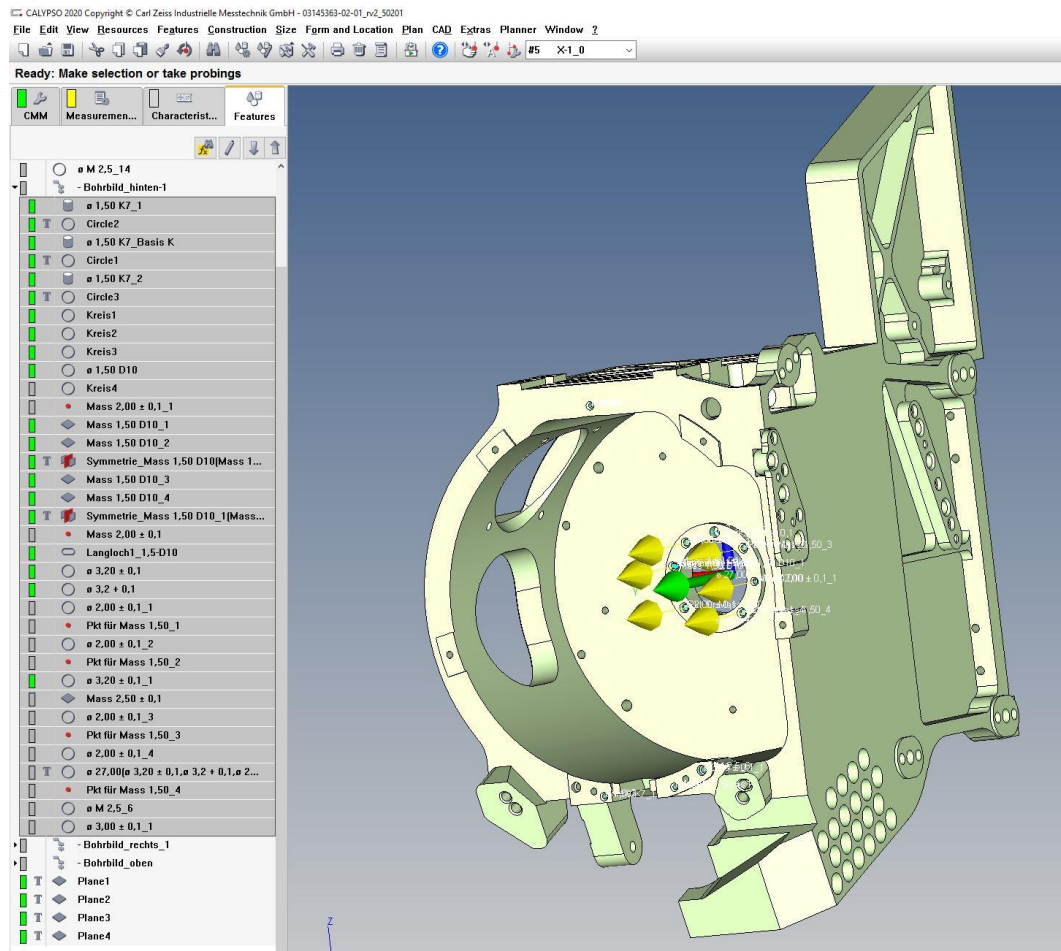 CALYPSO 2020 Copyright © Carl Zeiss Industrielle Messtechnik GmbH - 03145363-02-01_rv2_50201
File Edit View Resources Features Construction Size Form and Location Plan CAD Extras Planner Window ?
#5 X-1_0
Ready: Make selection or take probings
CMM Measuremen... Characterist... Features
ø M 2,5_14
- Bohrbild_hinten-1
ø 1,50 K7_1
T Circle2
ø 1,50 K7_Basis K
T Circle1
ø 1,50 K7_2
T Circle3
Kreis1
Kreis2
Kreis3
ø 1,50 D10
Kreis4
Mass 2,00 ± 0,1_1
Mass 1,50 D10_1
Mass 1,50 D10_2
T Symmetrie_Mass 1,50 D10(Mass 1...
Mass 1,50 D10_3
Mass 1,50 D10_4
T Symmetrie_Mass 1,50 D10_1(Mass...
Mass 2,00 ± 0,1
Langloch1_1,5-D10
ø 3,20 ± 0,1
ø 3,2 + 0,1
ø 2,00 ± 0,1_1
Pkt für Mass 1,50_1
ø 2,00 ± 0,1_2
Pkt für Mass 1,50_2
ø 3,20 ± 0,1_1
Mass 2,50 ± 0,1
ø 2,00 ± 0,1_3
Pkt für Mass 1,50_3
ø 2,00 ± 0,1_4
T ø 27,00(ø 3,20 ± 0,1,ø 3,2 + 0,1,ø 2...
Pkt für Mass 1,50_4
ø M 2,5_6
ø 3,00 ± 0,1_1
- Bohrbild_rechts_1
- Bohrbild_oben
T Plane1
T Plane2
T Plane3
T Plane4
Z